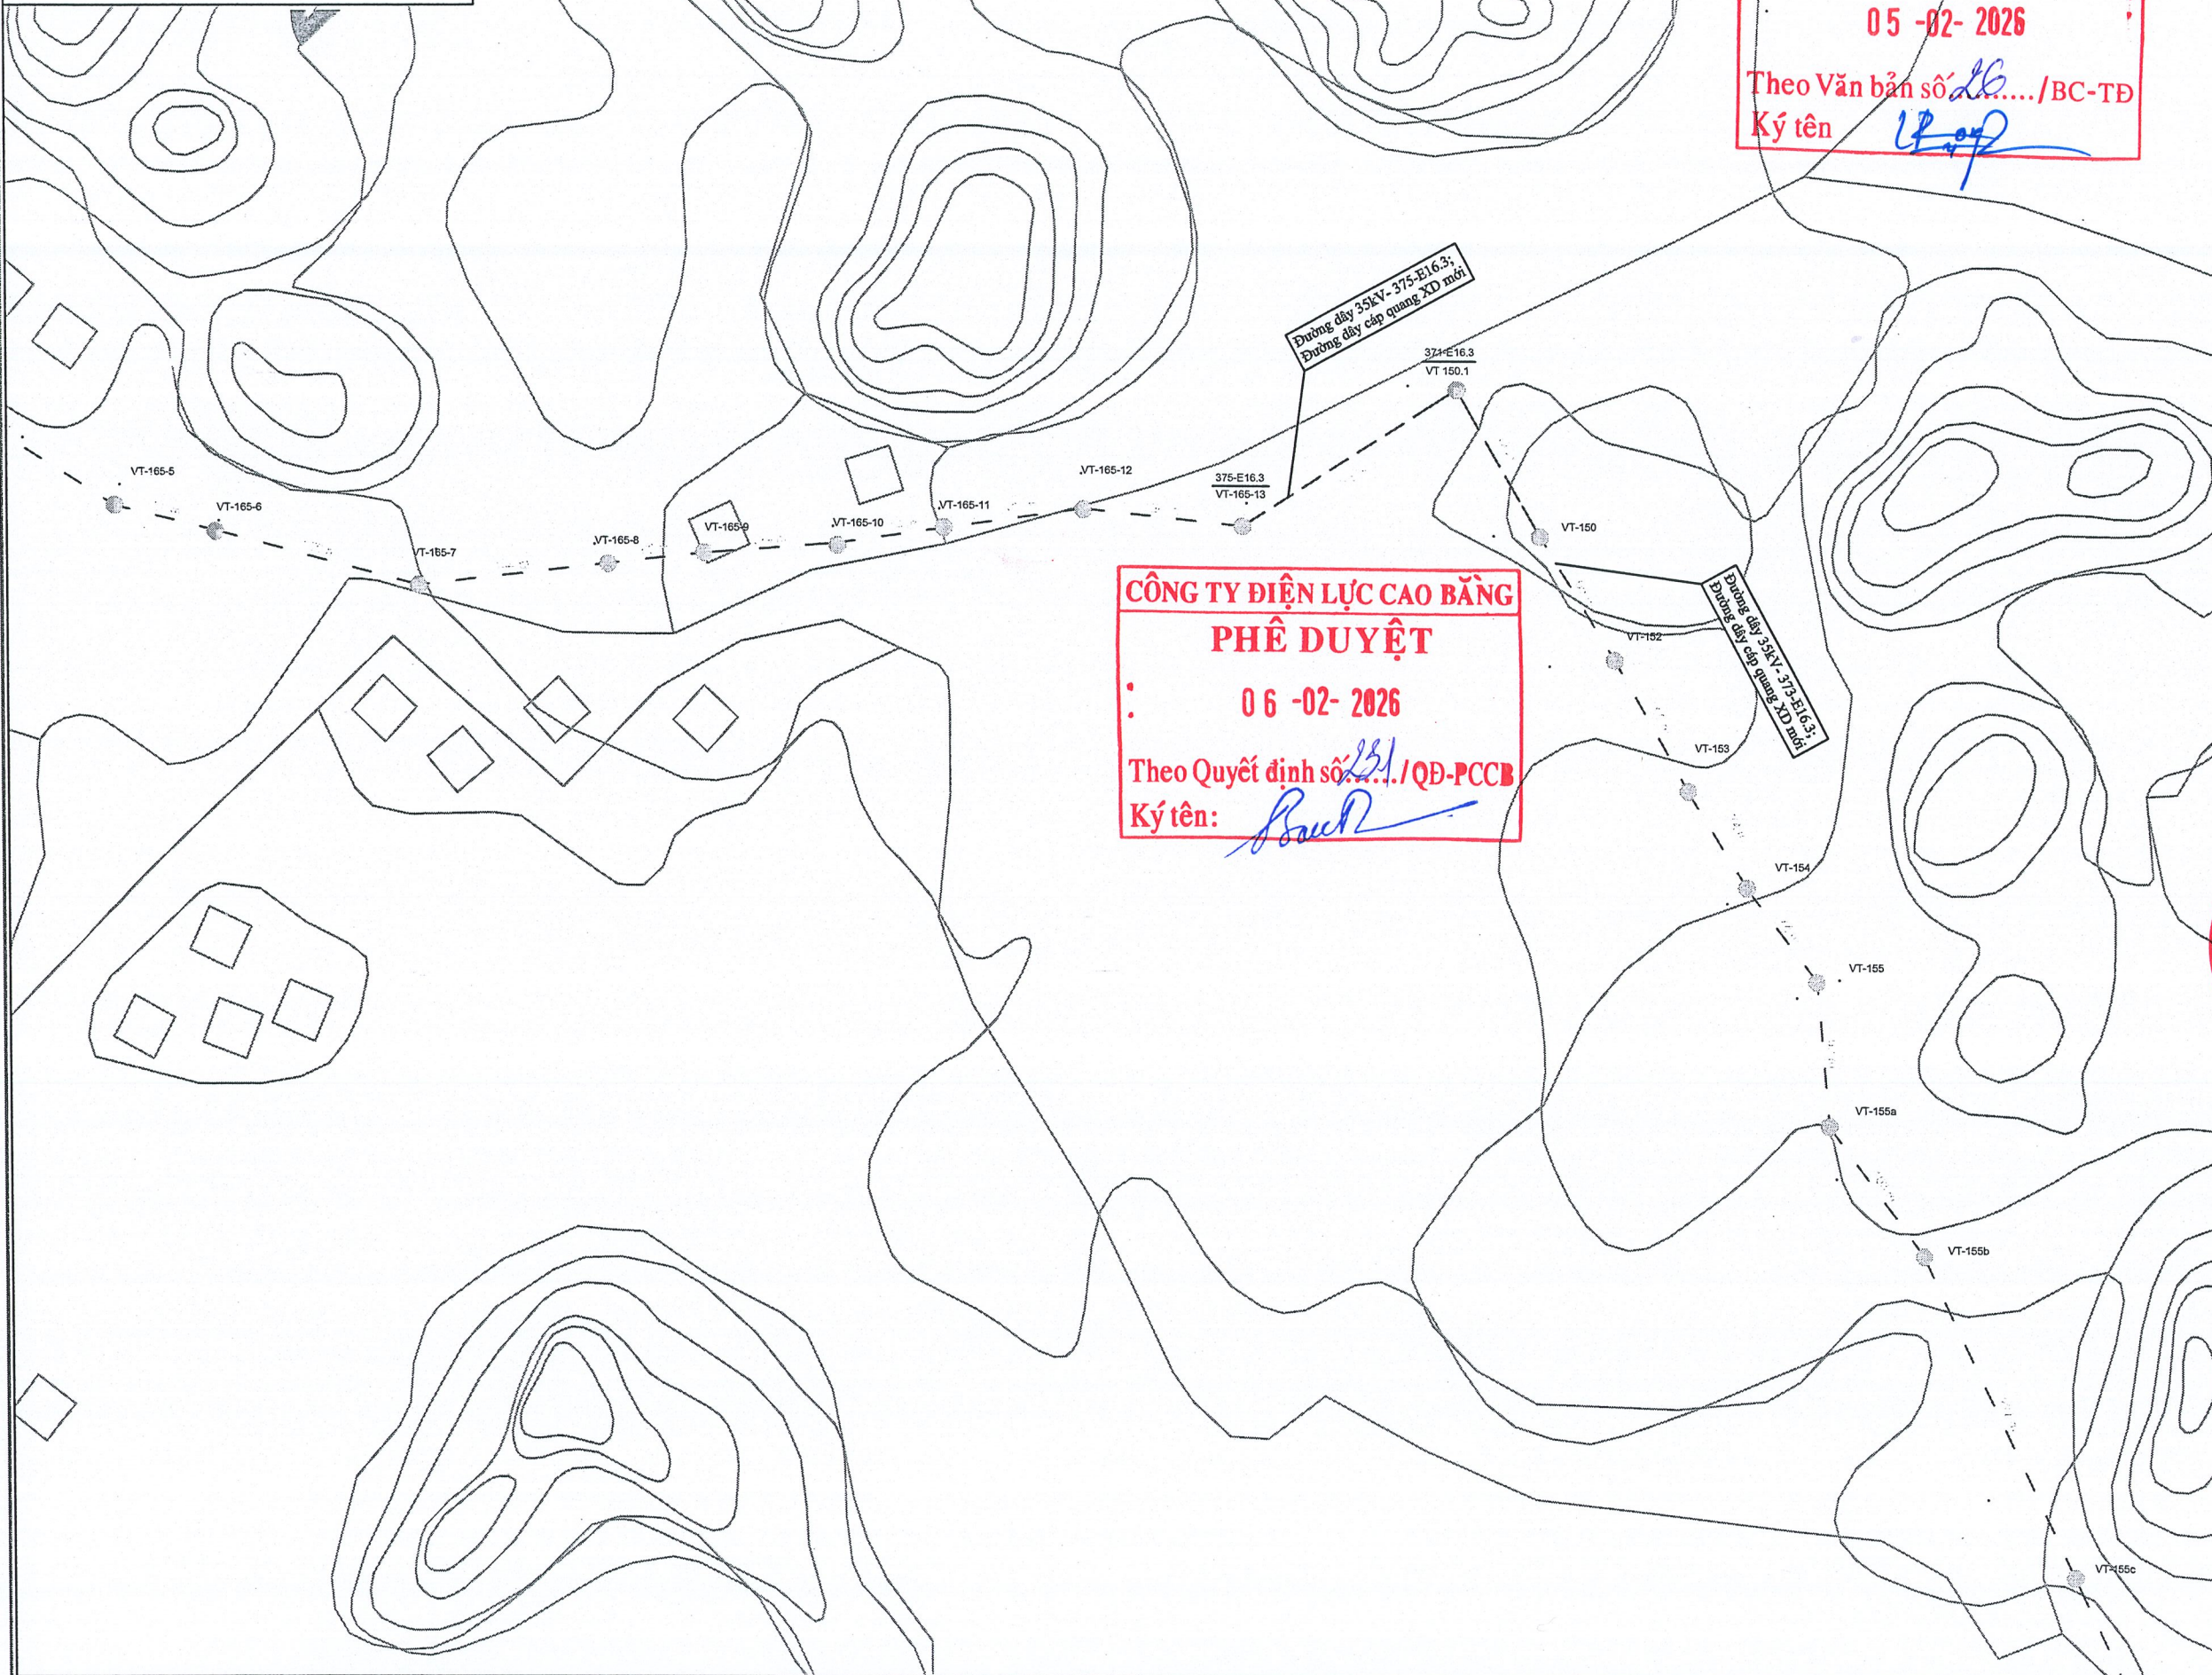 05 -02- 2026
Theo Văn bản số 26 /BC-TĐ
Ký tên
Đường dây 35kV- 375-E16.3;
Đường dây cáp quang XD mới
371-E16.3
VT 150.1
VT-165-5
VT-165-6
VT-165-7
VT-165-8
VT-165-9
VT-165-10
VT-165-11
VT-165-12
375-E16.3
VT-165-13
VT-150
Đường dây 35kV- 373-E16.3;
Đường dây cáp quang XD mới
VT-152
CÔNG TY ĐIỆN LỰC CAO BẰNG
PHÊ DUYỆT
06 -02- 2026
Theo Quyết định số 231 /QĐ-PCCB
Ký tên:
VT-153
VT-154
VT-155
VT-155a
VT-155b
VT-155c